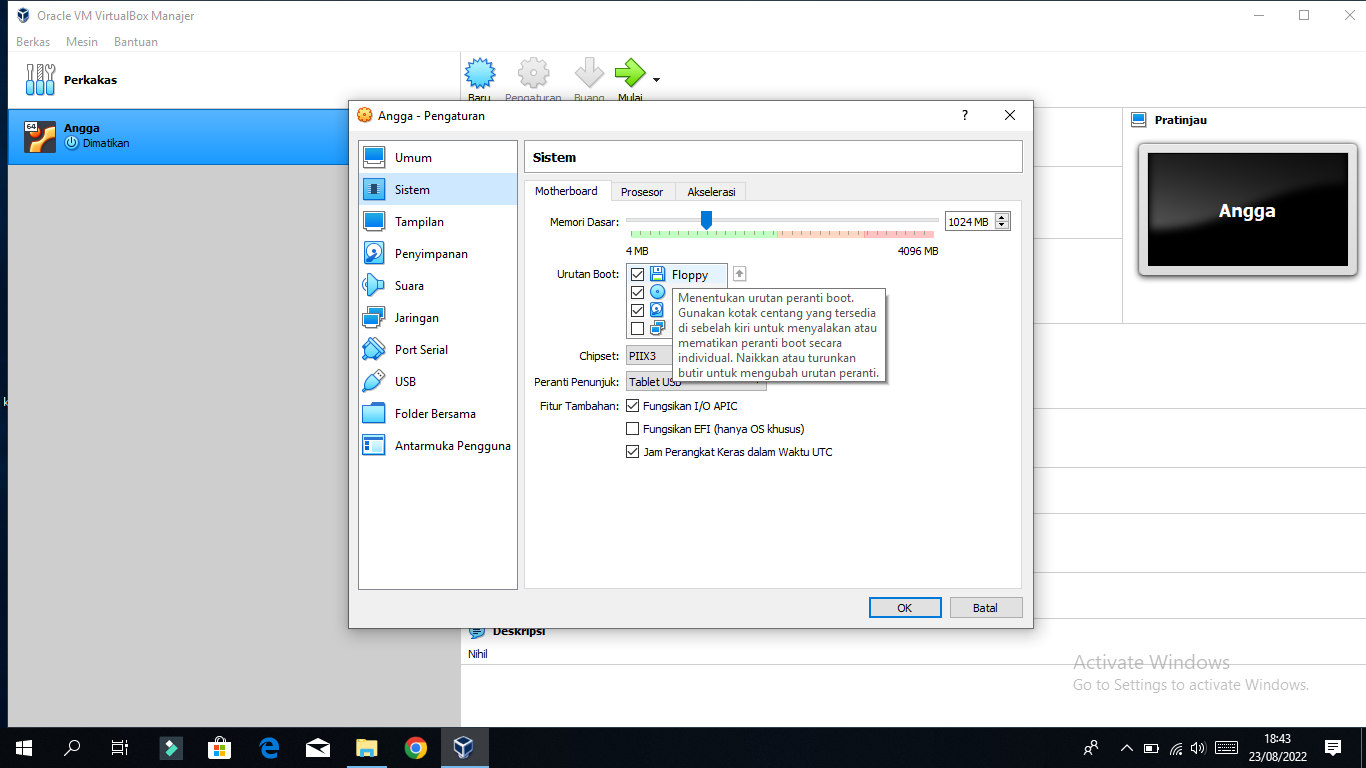 Oracle VM VirtualBox Manajer
Berkas Mesin Bantuan
Perkakas
Baru Pengaturan Buang Mulai
64
Angga
Dimatikan
Angga - Pengaturan
?
Umum
Sistem
Tampilan
Penyimpanan
Suara
Jaringan
Port Serial
USB
Folder Bersama
Antarmuka Pengguna
Sistem
Motherboard Prosesor Akselerasi
Memori Dasar: 1024 MB
4 MB 4096 MB
Urutan Boot: Floppy
Menentukan urutan peranti boot.
Gunakan kotak centang yang tersedia
di sebelah kiri untuk menyalakan atau
mematikan peranti boot secara
individual. Naikkan atau turunkan
butir untuk mengubah urutan peranti.
Chipset: PIIX3
Peranti Penunjuk: Tablet USB
Fitur Tambahan: Fungsikan I/O APIC
Fungsikan EFI (hanya OS khusus)
Jam Perangkat Keras dalam Waktu UTC
OK Batal
Pratinjau
Angga
Deskripsi
Nihil
Activate Windows
Go to Settings to activate Windows.
k
18:43
23/08/2022